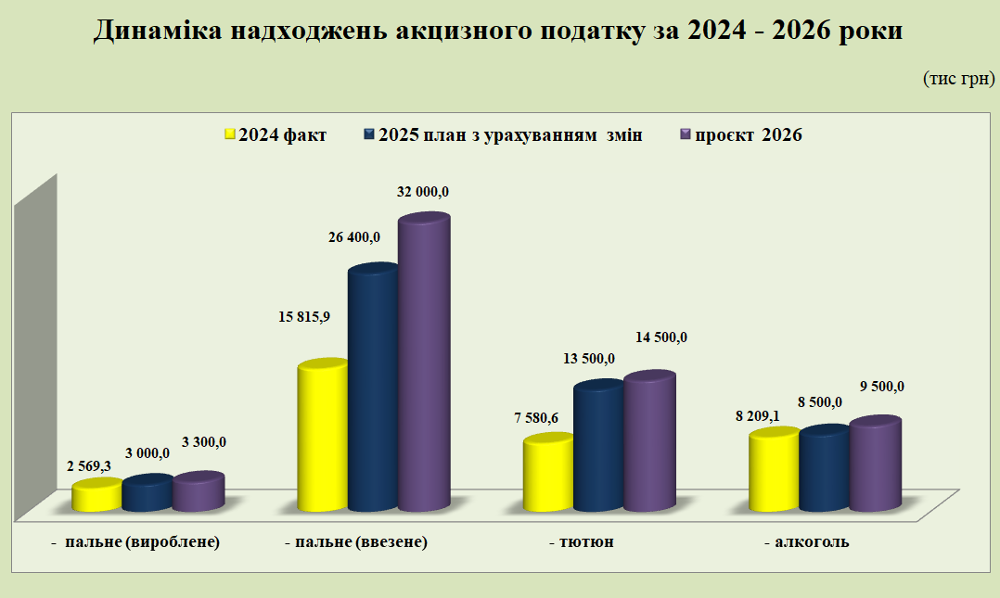 Динаміка надходжень акцизного податку за 2024 - 2026 роки
(тис грн)
2024 факт 2025 план з урахуванням змін проєкт 2026
2 569,3 3 000,0 3 300,0
15 815,9 26 400,0 32 000,0
7 580,6 13 500,0 14 500,0
8 209,1 8 500,0 9 500,0
- пальне (вироблене) - пальне (ввезене) - тютюн - алкоголь